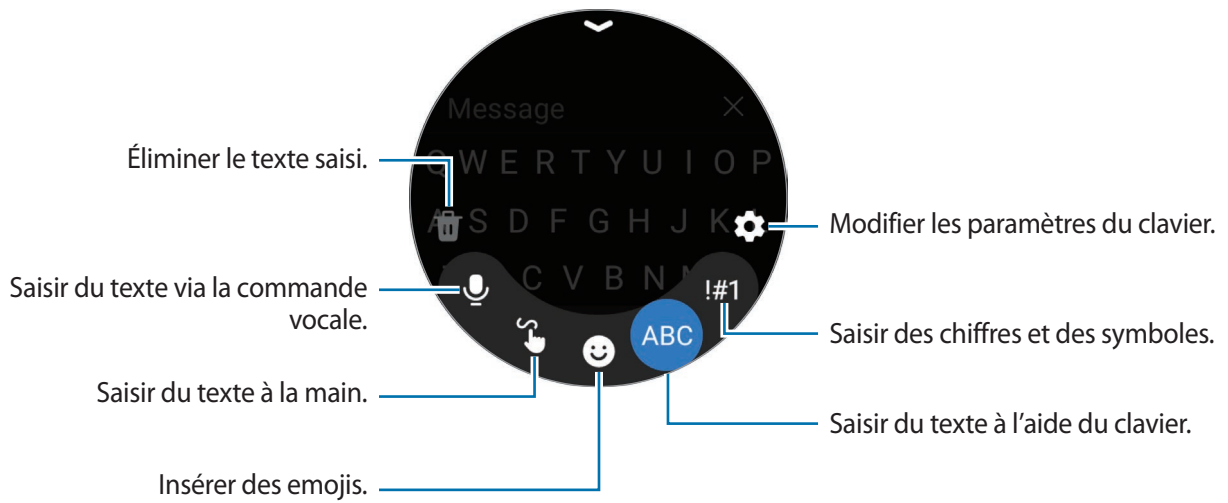 Message
QWERTYUIOP
ASDFGHJK
CVBN
!#1
ABC
Éliminer le texte saisi.
Saisir du texte via la commande
vocale.
Saisir du texte à la main.
Insérer des emojis.
Modifier les paramètres du clavier.
Saisir des chiffres et des symboles.
Saisir du texte à l’aide du clavier.